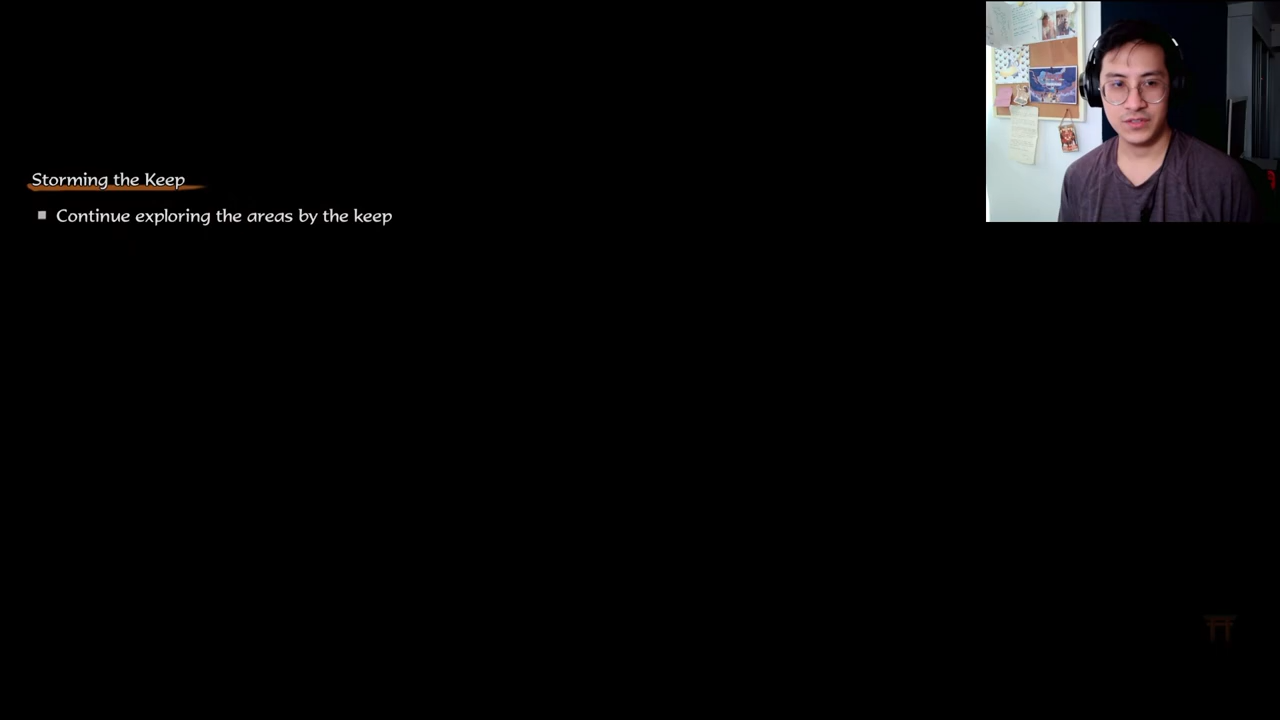 Storming the Keep
Continue exploring the areas by the keep